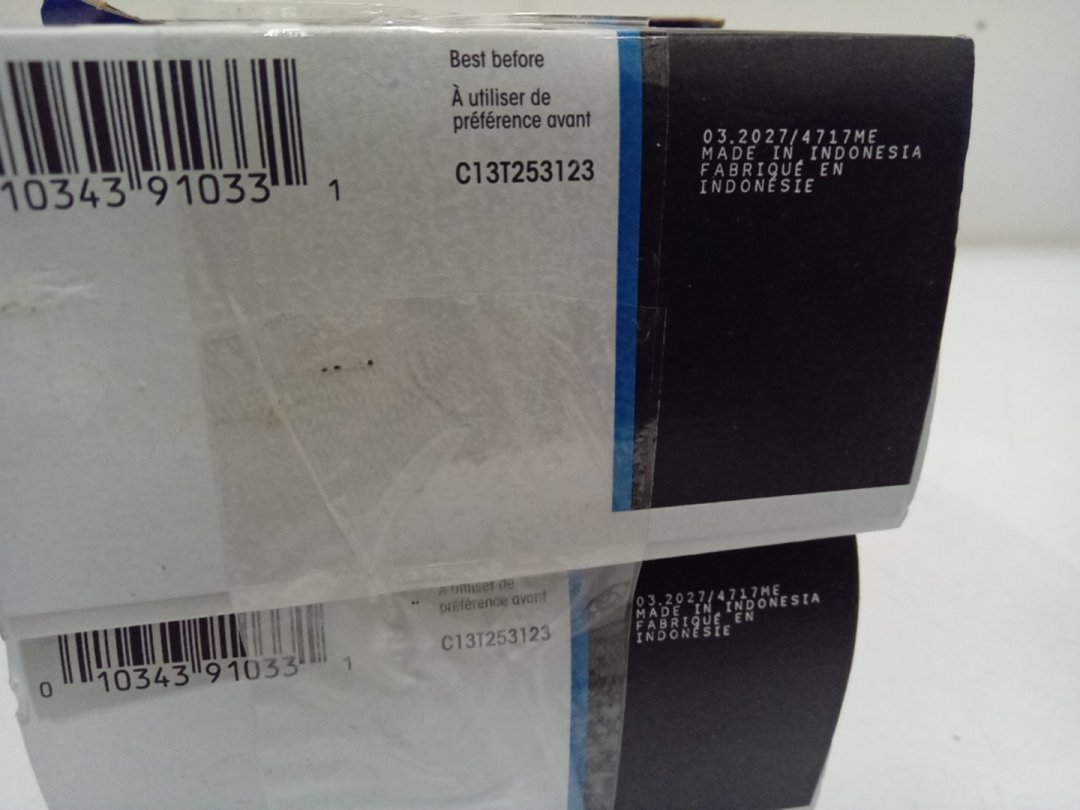 Best before
À utiliser de
préférence avant
C13T253123
10343 91033 1
03.2027/4717ME
MADE IN INDONESIA
FABRIQUÉ EN
INDONÉSIE
À utiliser de
préférence avant
C13T253123
0 10343 91033 1
03.2027/4717ME
MADE IN INDONESIA
FABRIQUÉ EN
INDONÉSIE